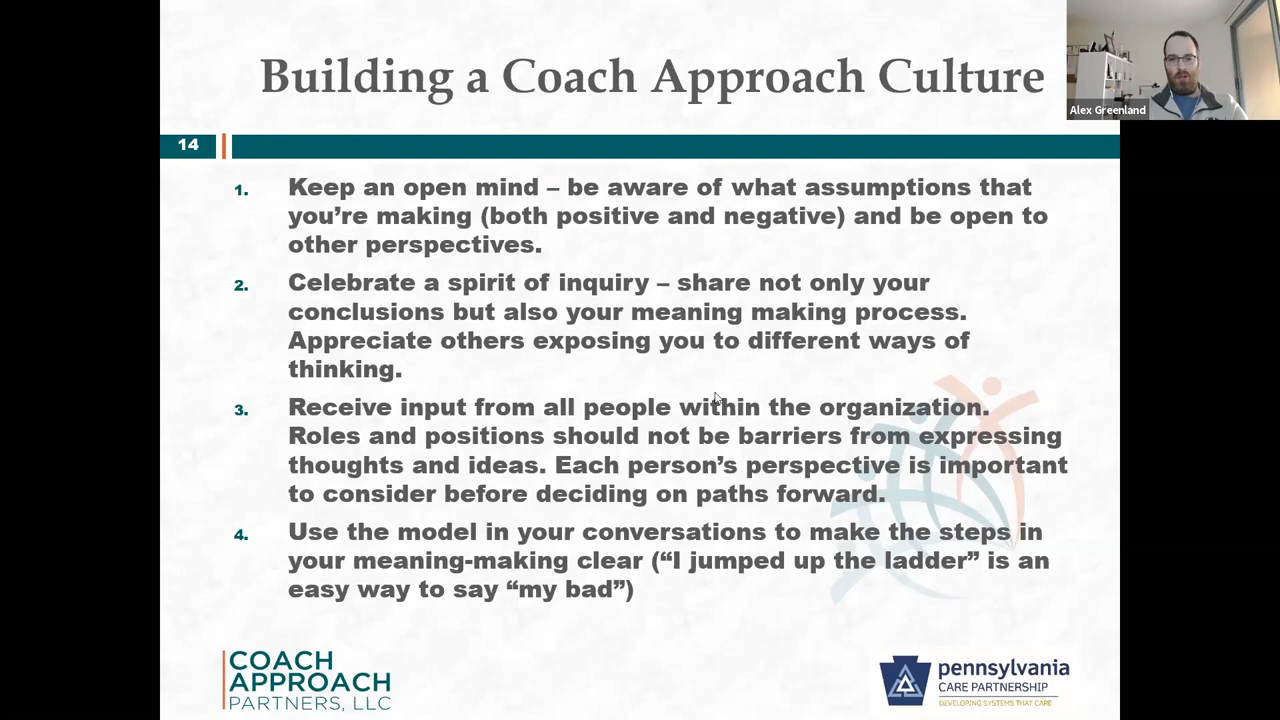 Building a Coach Approach Culture
Alex Greenland
14
1. Keep an open mind – be aware of what assumptions that
you’re making (both positive and negative) and be open to
other perspectives.
2. Celebrate a spirit of inquiry – share not only your
conclusions but also your meaning making process.
Appreciate others exposing you to different ways of
thinking.
3. Receive input from all people within the organization.
Roles and positions should not be barriers from expressing
thoughts and ideas. Each person’s perspective is important
to consider before deciding on paths forward.
4. Use the model in your conversations to make the steps in
your meaning-making clear (“I jumped up the ladder” is an
easy way to say “my bad”)
COACH
APPROACH
PARTNERS, LLC
pennsylvania
CARE PARTNERSHIP
DEVELOPING SYSTEMS THAT CARE